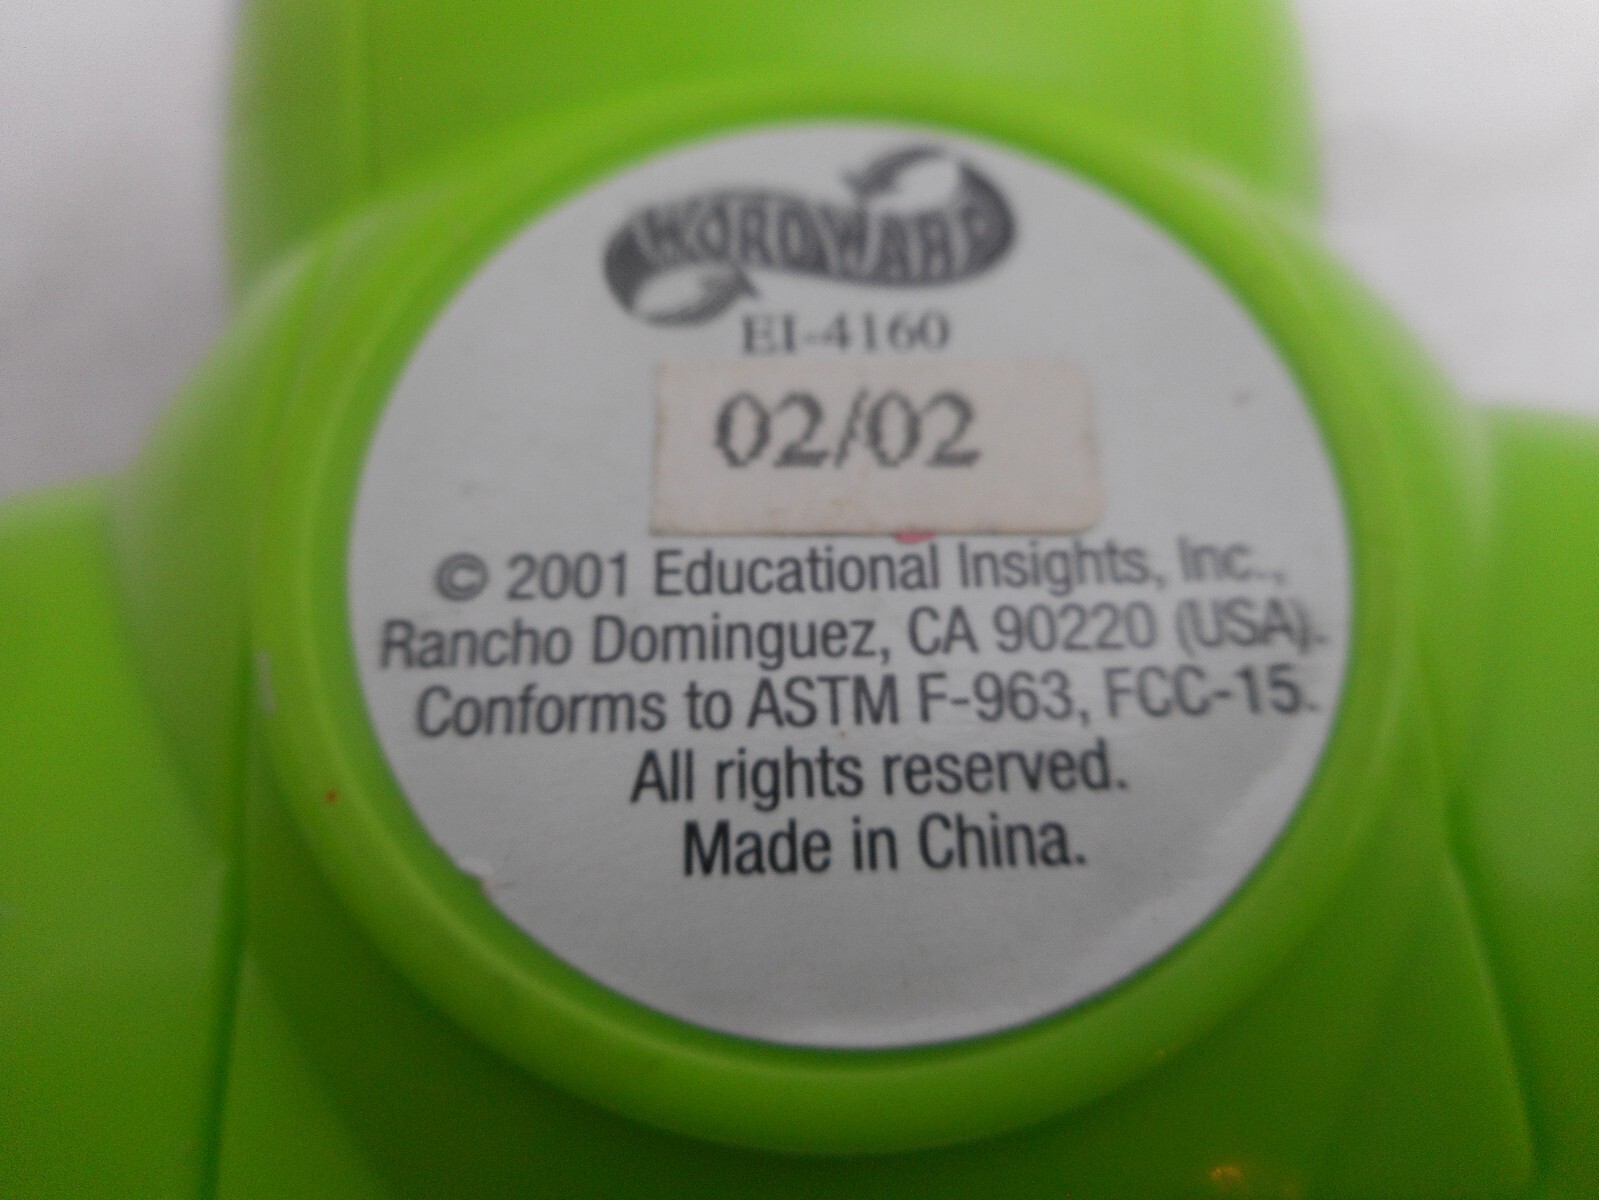 WORDWARP
EI-4160
02/02
© 2001 Educational Insights, Inc.,
Rancho Dominguez, CA 90220 (USA).
Conforms to ASTM F-963, FCC-15.
All rights reserved.
Made in China.